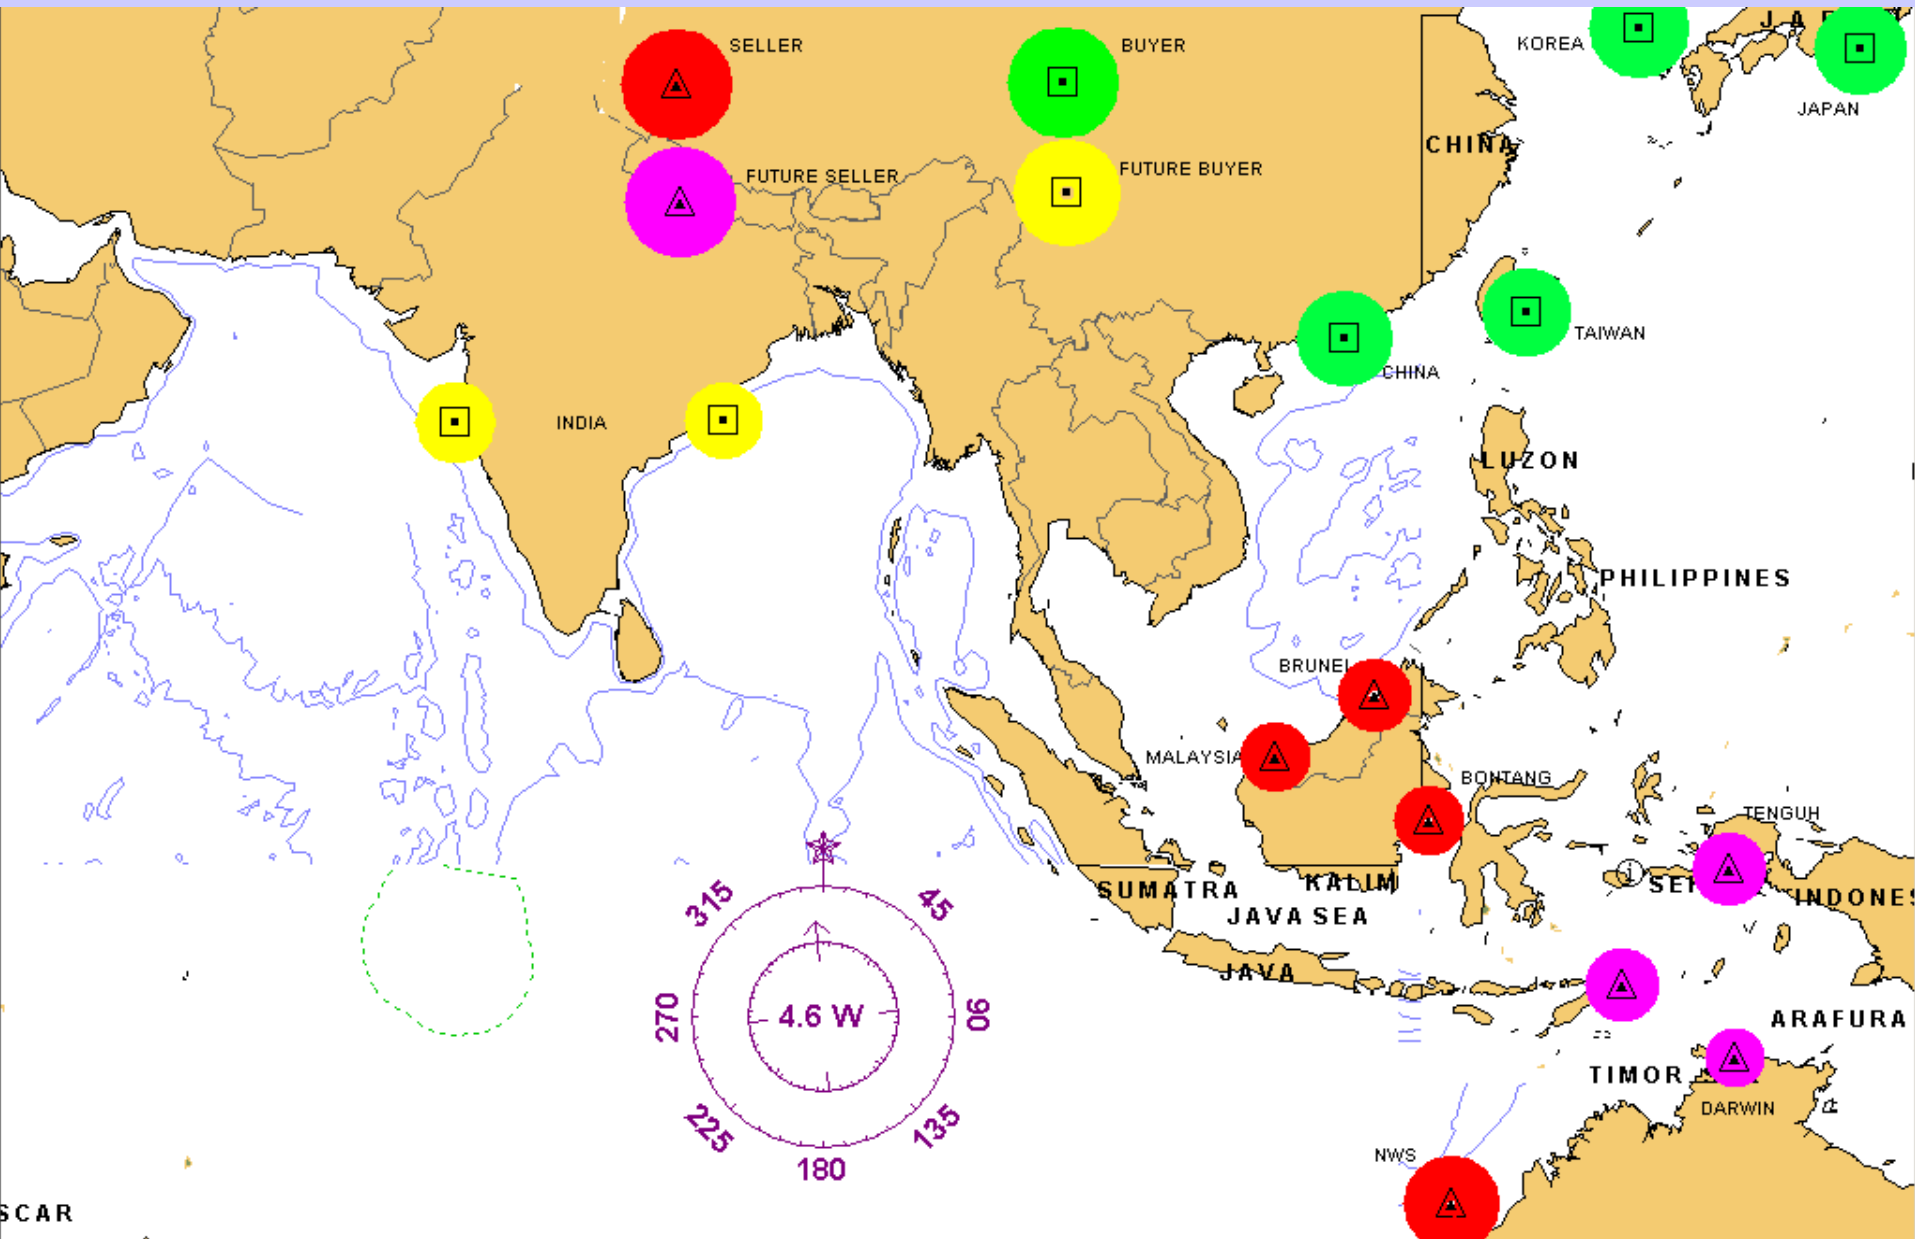 SELLER
BUYER
KOREA
JAPAN
CHINA
FUTURE SELLER
FUTURE BUYER
TAIWAN
CHINA
INDIA
LUZON
PHILIPPINES
BRUNEI
MALAYSIA
BONTANG
TENGUH
SUMATRA
KALIM
JAVA SEA
INDONES
JAVA
ARAFURA
TIMOR
DARWIN
NWS
315
45
270
4.6 W
90
225
135
180
SCAR